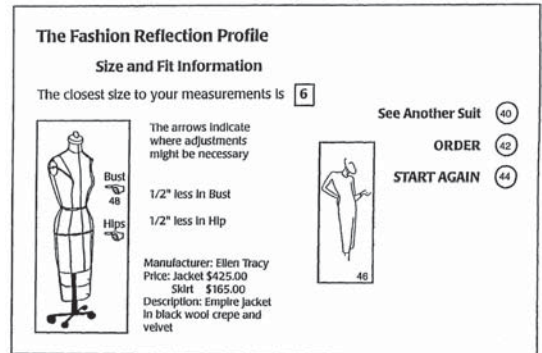 The Fashion Reflection Profile
Size and Fit Information
The closest size to your measurements is 6
The arrows indicate
where adjustments
might be necessary
Bust
48
1/2" less in Bust
Hips
1/2" less in Hip
Manufacturer: Ellen Tracy
Price: Jacket $425.00
Skirt $165.00
Description: Empire jacket
in black wool crepe and
velvet
See Another Suit 40
ORDER 42
START AGAIN 44
46